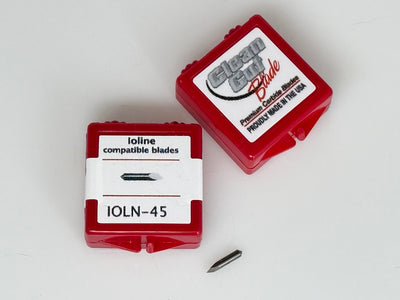 Clean
Cut
Blade
Premium Carbide Blades
PROUDLY MADE IN THE USA
Ioline
compatible blades
IOLN-45